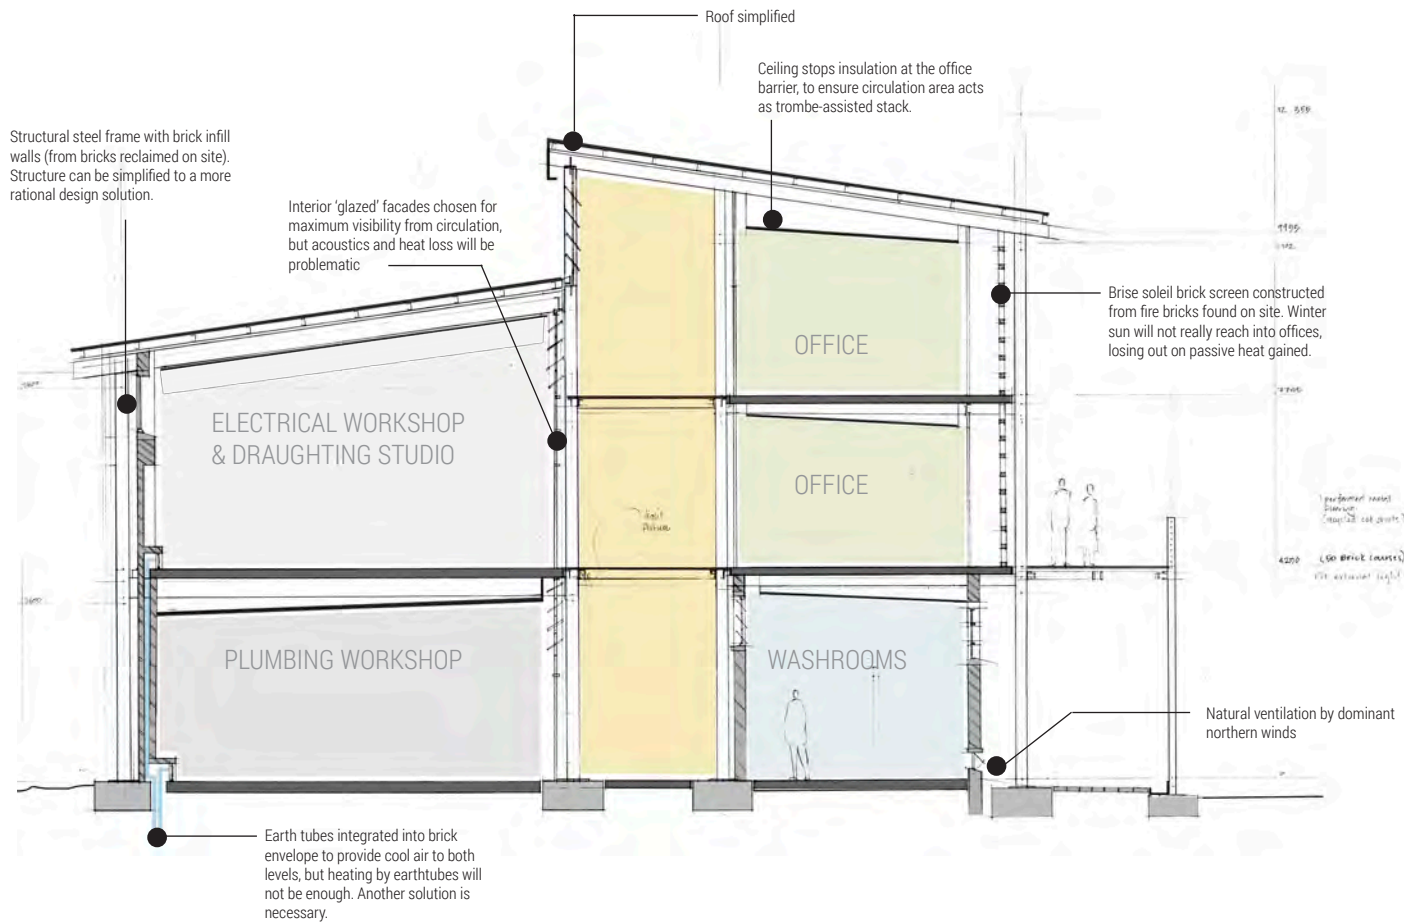 Roof simplified
Ceiling stops insulation at the office
barrier, to ensure circulation area acts
as trombe-assisted stack.
Structural steel frame with brick infill
walls (from bricks reclaimed on site).
Structure can be simplified to a more
rational design solution.
Interior ‘glazed’ facades chosen for
maximum visibility from circulation,
but acoustics and heat loss will be
problematic
Brise soleil brick screen constructed
from fire bricks found on site. Winter
sun will not really reach into offices,
losing out on passive heat gained.
OFFICE
ELECTRICAL WORKSHOP
& DRAUGHTING STUDIO
OFFICE
4200 (50 Brick courses)
PLUMBING WORKSHOP
WASHROOMS
Natural ventilation by dominant
northern winds
Earth tubes integrated into brick
envelope to provide cool air to both
levels, but heating by earthtubes will
not be enough. Another solution is
necessary.